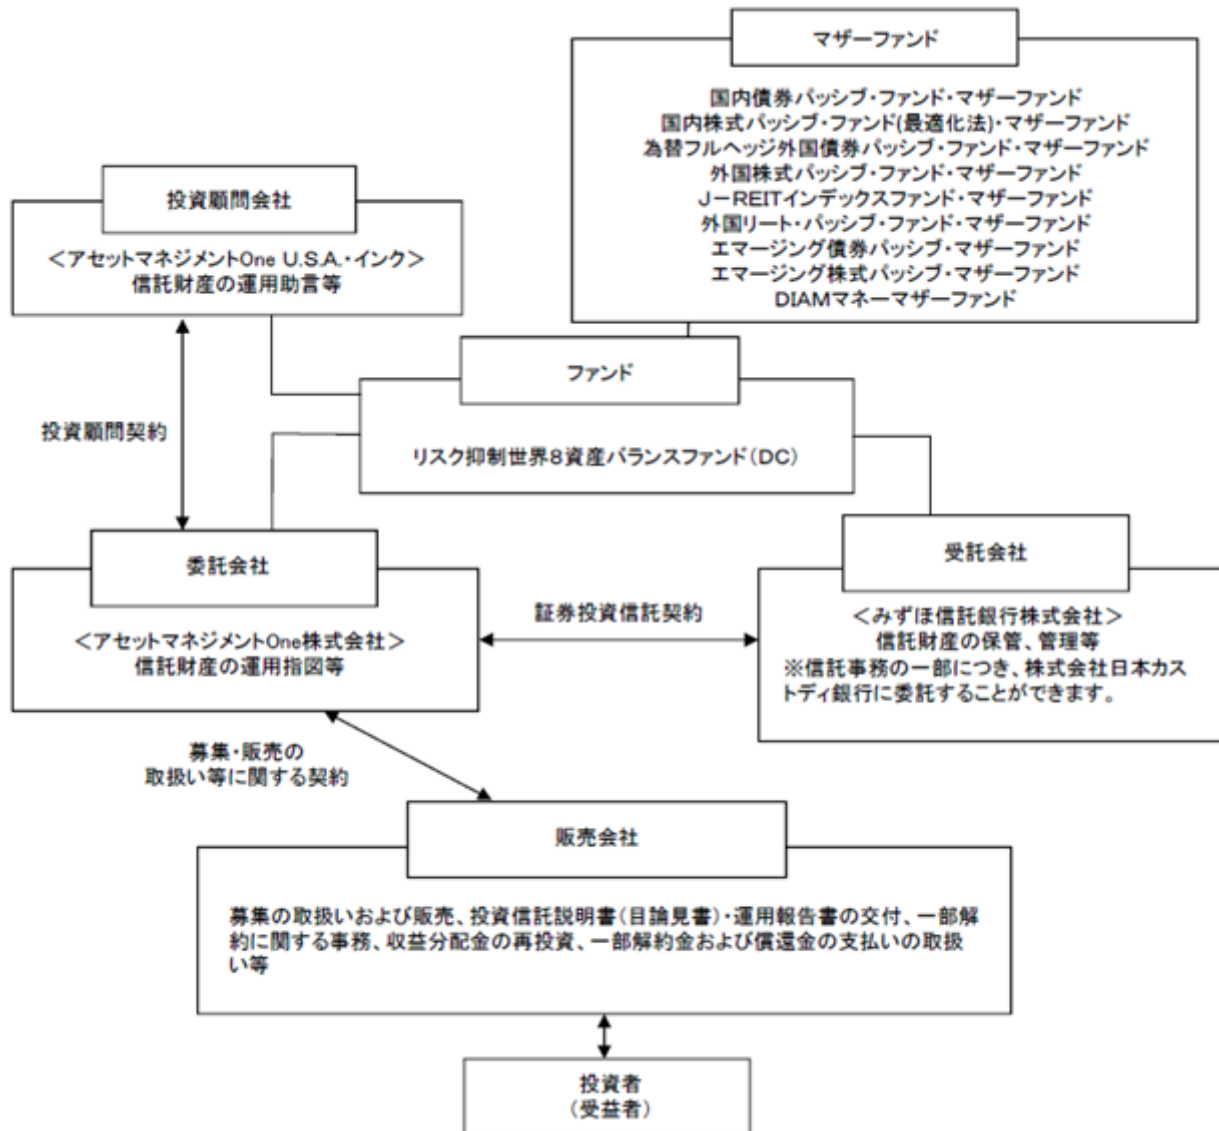 マザーファンド
国内債券パッシブ・ファンド・マザーファンド
国内株式パッシブ・ファンド(最適化法)・マザーファンド
為替フルヘッジ外国債券パッシブ・ファンド・マザーファンド
外国株式パッシブ・ファンド・マザーファンド
J－REITインデックスファンド・マザーファンド
外国リート・パッシブ・ファンド・マザーファンド
エマージング債券パッシブ・マザーファンド
エマージング株式パッシブ・マザーファンド
DIAMマネーマザーファンド
投資顧問会社
＜アセットマネジメントOne U.S.A.・インク＞
信託財産の運用助言等
ファンド
リスク抑制世界8資産バランスファンド（DC）
投資顧問契約
委託会社
＜アセットマネジメントOne株式会社＞
信託財産の運用指図等
証券投資信託契約
受託会社
＜みずほ信託銀行株式会社＞
信託財産の保管、管理等
※信託事務の一部につき、株式会社日本カス
トディ銀行に委託することができます。
募集・販売の
取扱い等に関する契約
販売会社
募集の取扱いおよび販売、投資信託説明書（目論見書）・運用報告書の交付、一部解
約に関する事務、収益分配金の再投資、一部解約金および償還金の支払いの取扱
い等
投資者
（受益者）